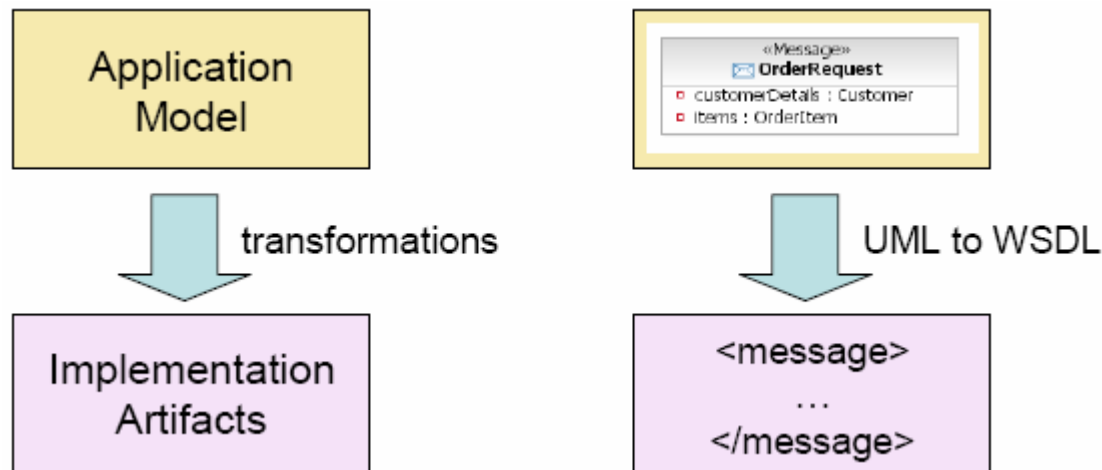 Application
Model
transformations
Implementation
Artifacts
«Message»
OrderRequest
customerDetails : Customer
items : OrderItem
UML to WSDL
<message>
...
</message>